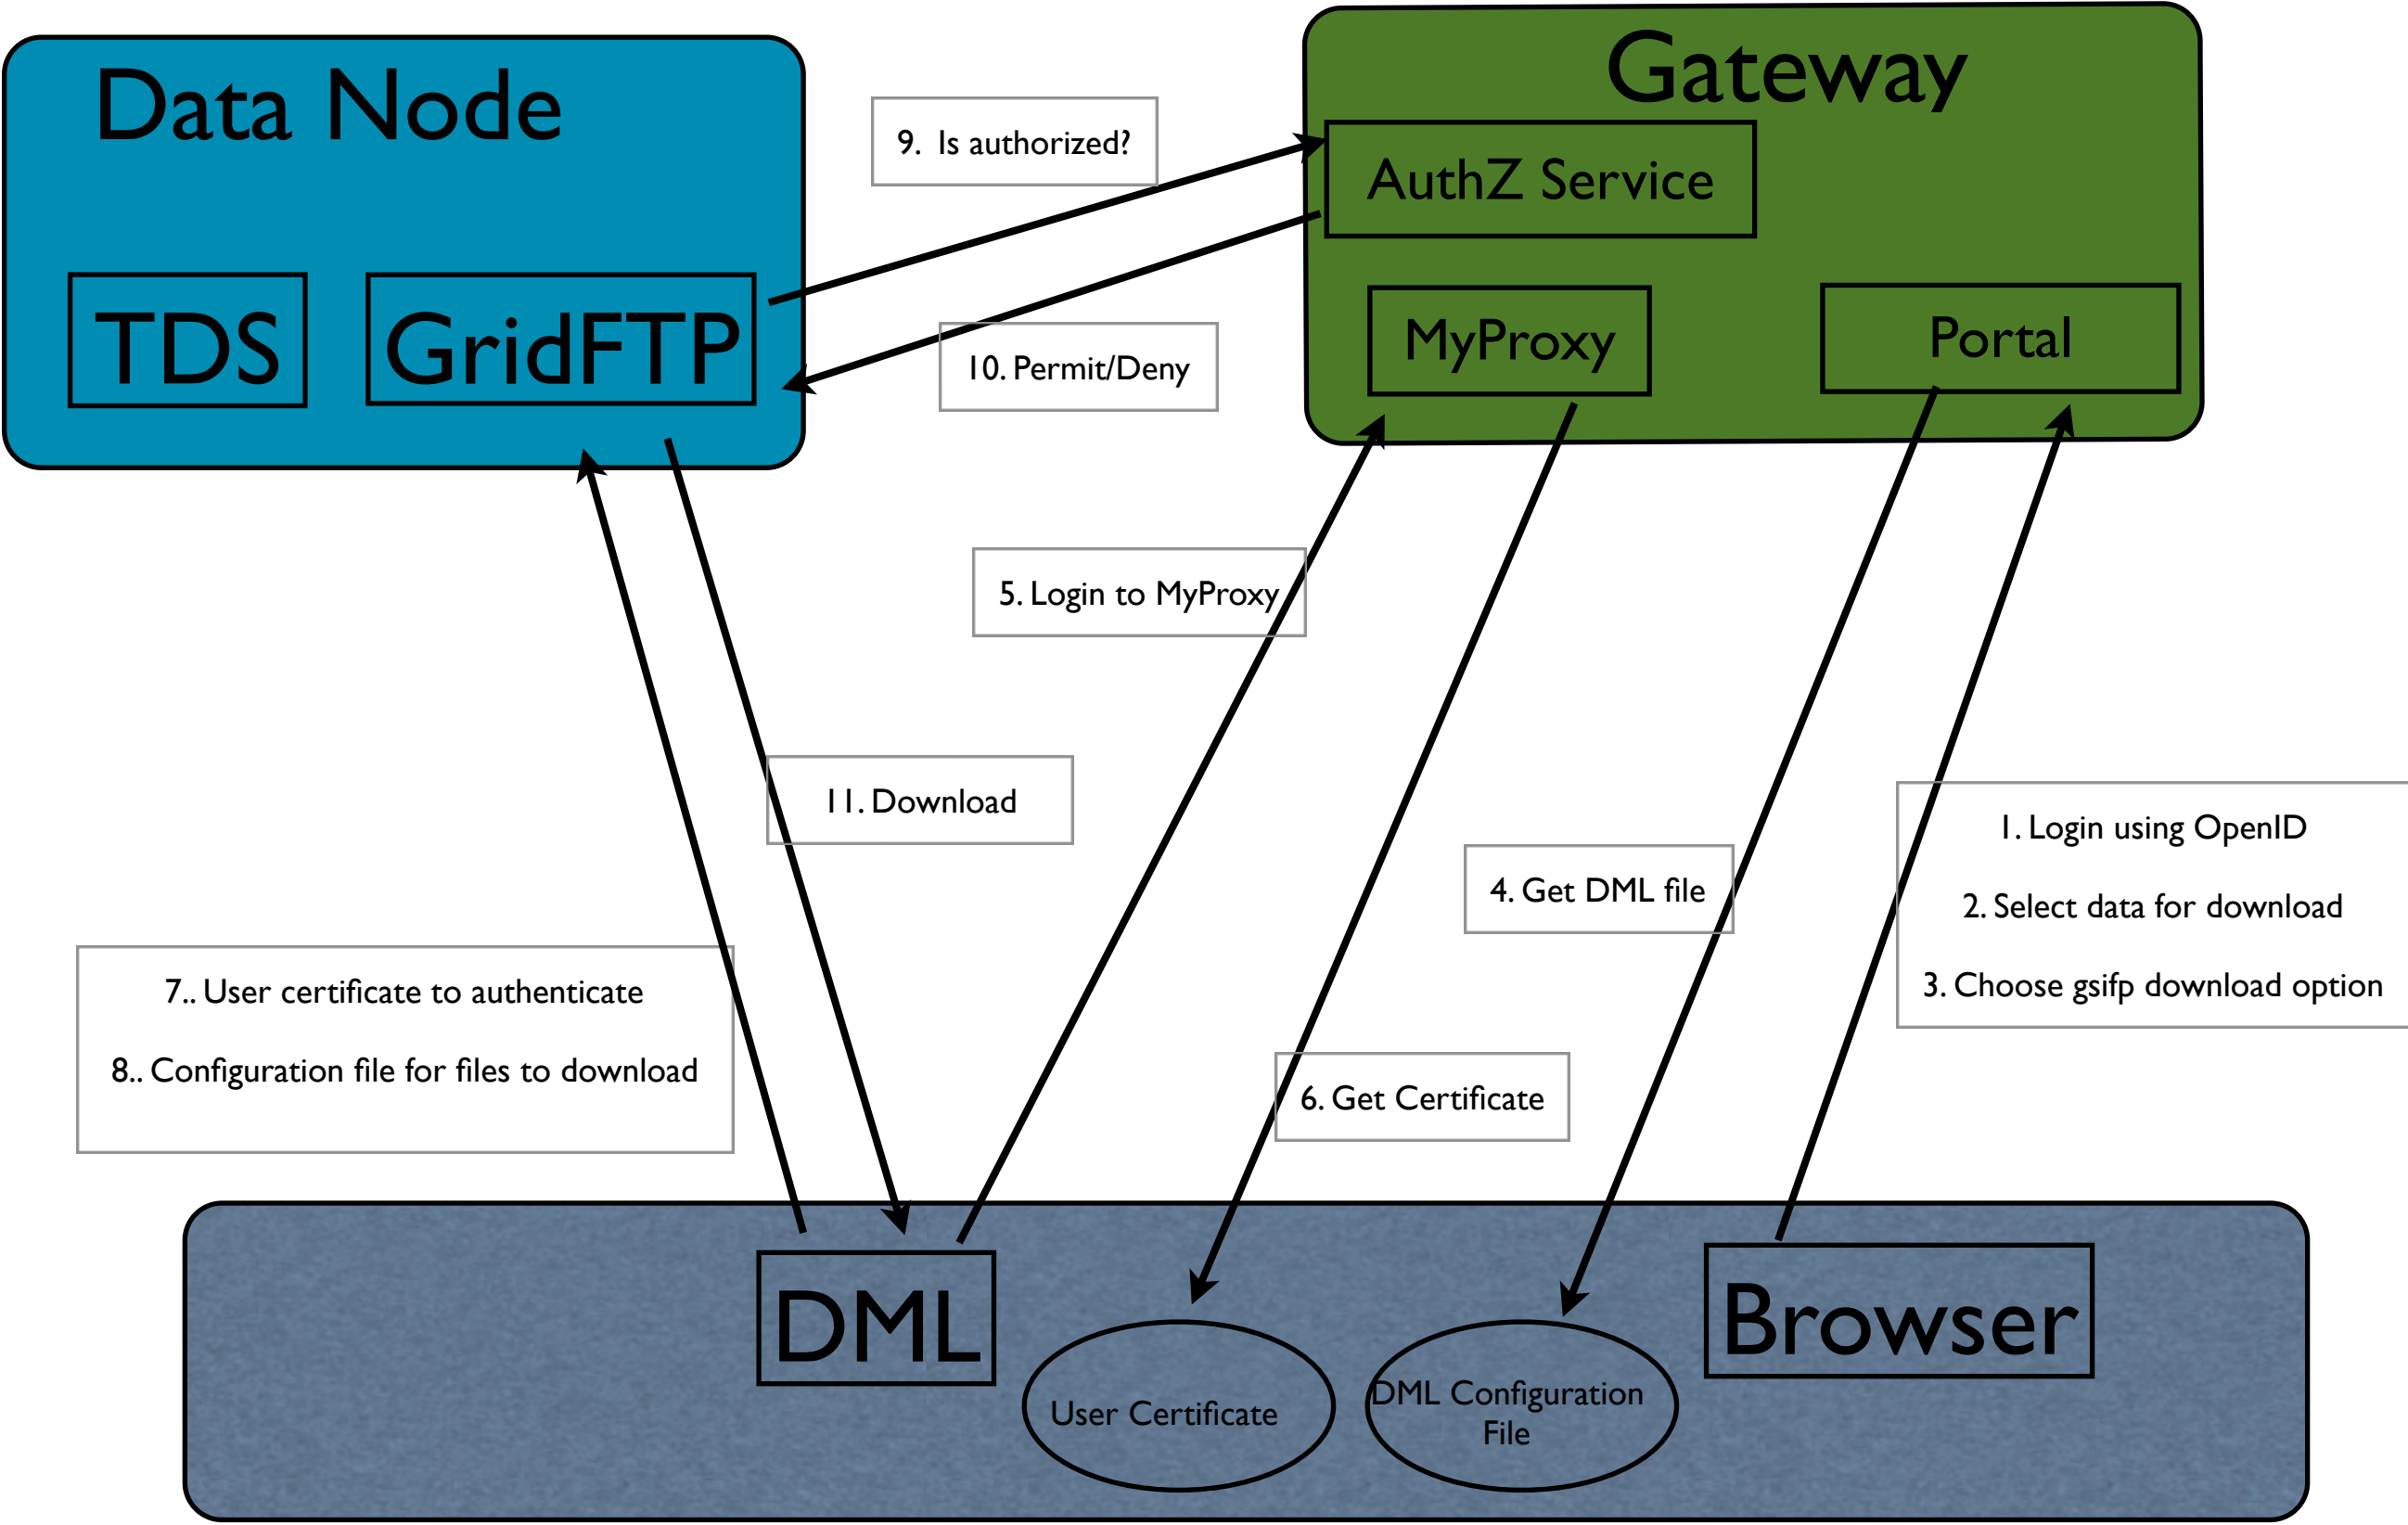 Data Node
Gateway
9. Is authorized?
AuthZ Service
TDS
GridFTP
10. Permit/Deny
MyProxy
Portal
5. Login to MyProxy
11. Download
1. Login using OpenID
2. Select data for download
3. Choose gsifp download option
4. Get DML file
7.. User certificate to authenticate
8.. Configuration file for files to download
6. Get Certificate
DML
User Certificate
DML Configuration
File
Browser